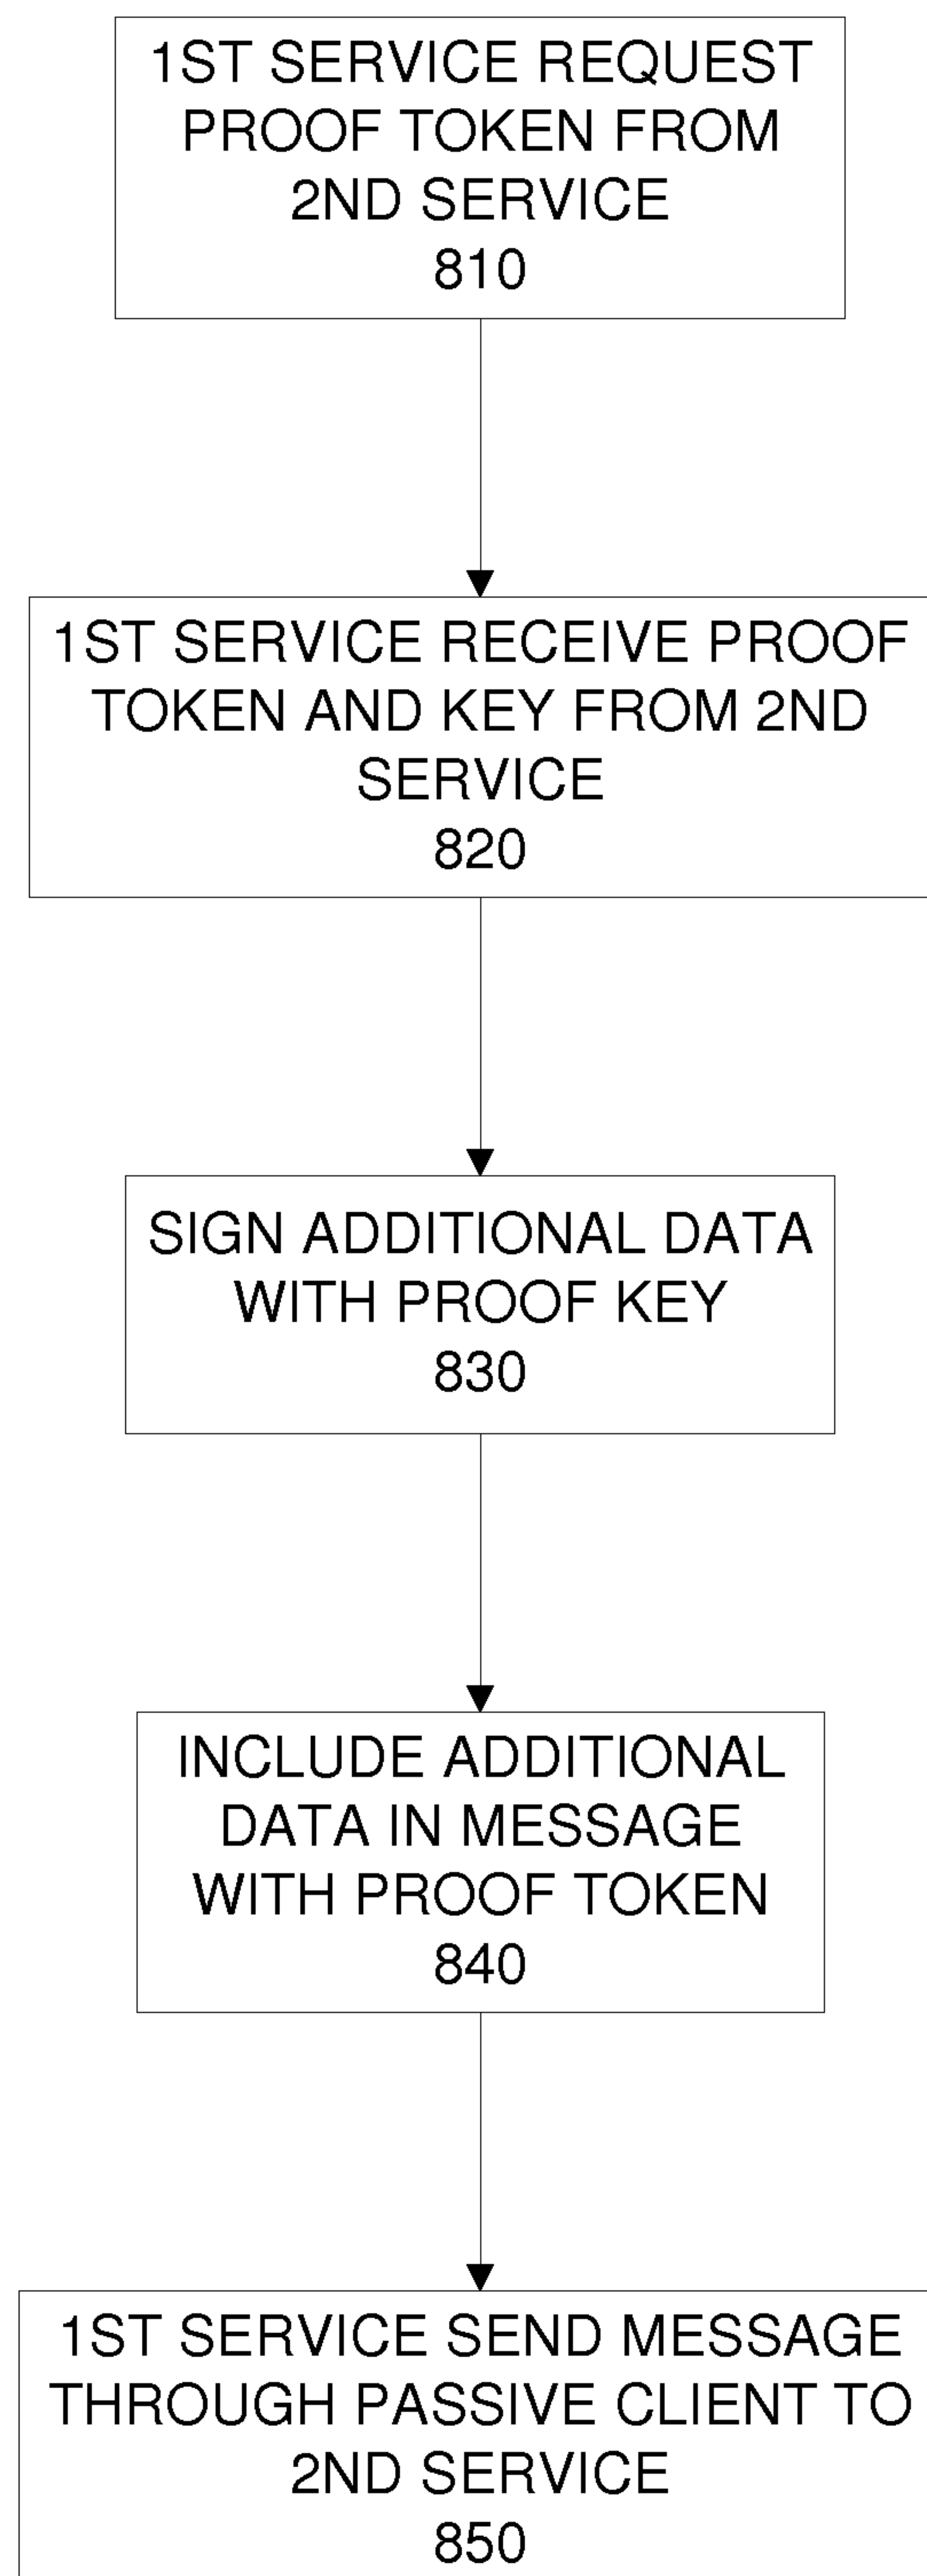 1ST SERVICE REQUEST
PROOF TOKEN FROM
2ND SERVICE
810
1ST SERVICE RECEIVE PROOF
TOKEN AND KEY FROM 2ND
SERVICE
820
SIGN ADDITIONAL DATA
WITH PROOF KEY
830
INCLUDE ADDITIONAL
DATA IN MESSAGE
WITH PROOF TOKEN
840
1ST SERVICE SEND MESSAGE
THROUGH PASSIVE CLIENT TO
2ND SERVICE
850